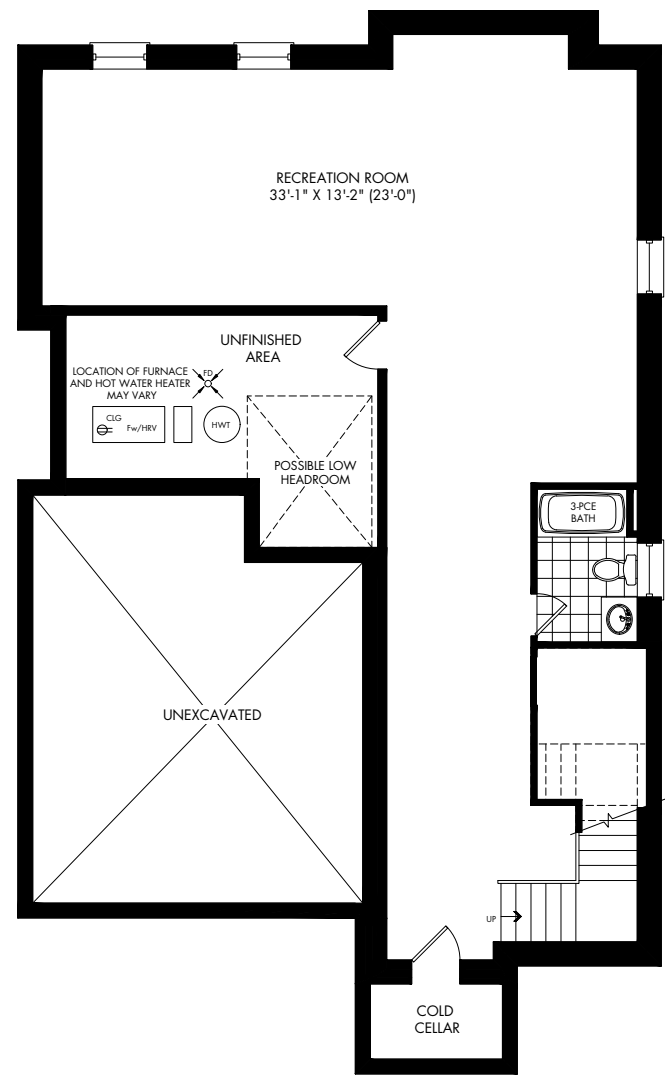 RECREATION ROOM
33'-1" X 13'-2" (23'-0")
UNFINISHED
AREA
LOCATION OF FURNACE
AND HOT WATER HEATER
MAY VARY
FD
CLG
Fw/HRV
HWT
POSSIBLE LOW
HEADROOM
3-PCE
BATH
UNEXCAVATED
UP
COLD
CELLAR